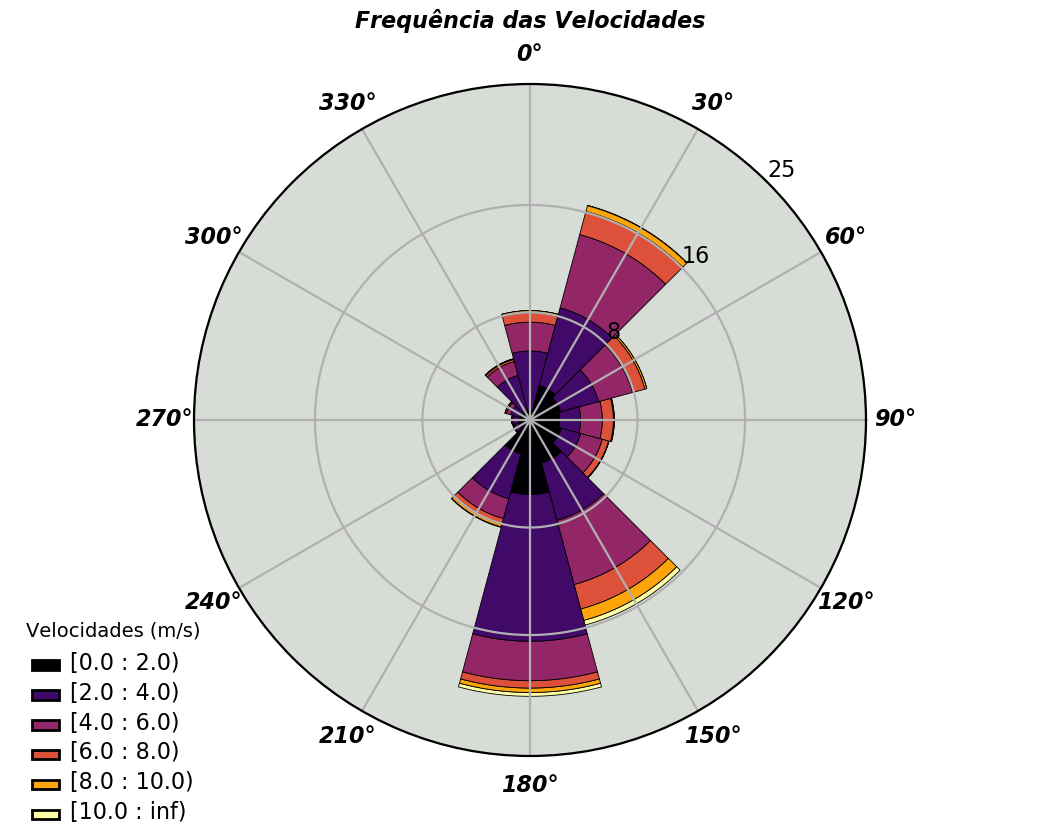 Frequência das Velocidades
0°
330°
30°
25
300°
60°
16
8
270°
90°
240°
120°
210°
150°
180°
Velocidades (m/s)
[0.0 : 2.0)
[2.0 : 4.0)
[4.0 : 6.0)
[6.0 : 8.0)
[8.0 : 10.0)
[10.0 : inf)